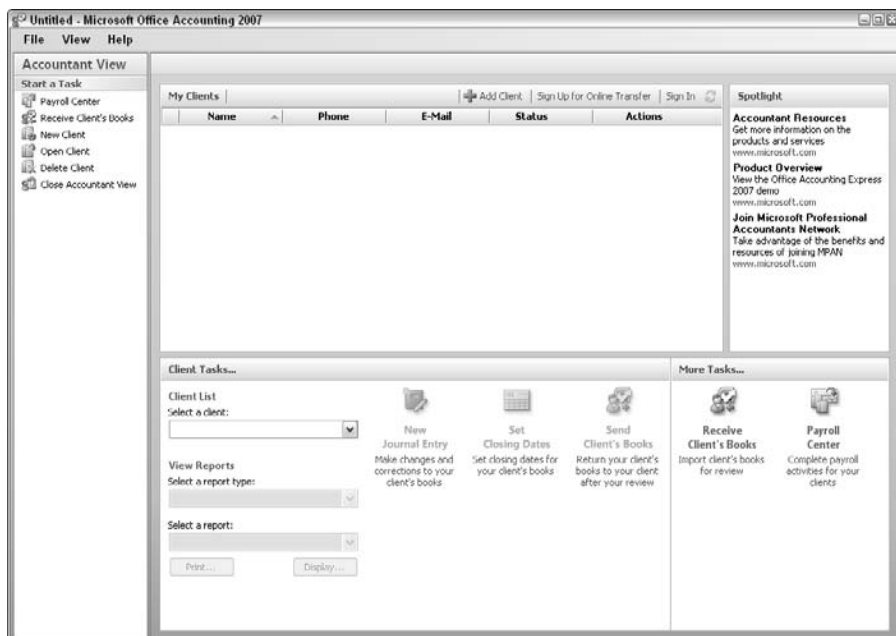 Untitled - Microsoft Office Accounting 2007
File View Help
Accountant View
Start a Task
Payroll Center
Receive Client's Books
New Client
Open Client
Delete Client
Close Accountant View
My Clients
Add Client Sign Up for Online Transfer Sign In
Name Phone E-Mail Status Actions
Spotlight
Accountant Resources
Get more information on the
products and services
www.microsoft.com
Product Overview
View the Office Accounting Express
2007 demo
www.microsoft.com
Join Microsoft Professional
Accountants Network
Take advantage of the benefits and
resources of joining MPAN
www.microsoft.com
Client Tasks...
Client List
Select a client:
View Reports
Select a report type:
Select a report:
Print... Display...
New
Journal Entry
Make changes and
corrections to your
client's books
Set
Closing Dates
Set closing dates for
your client's books
Send
Client's Books
Return your client's
books to your client
after your review
More Tasks...
Receive
Client's Books
Import client's books
for review
Payroll
Center
Complete payroll
activities for your
clients